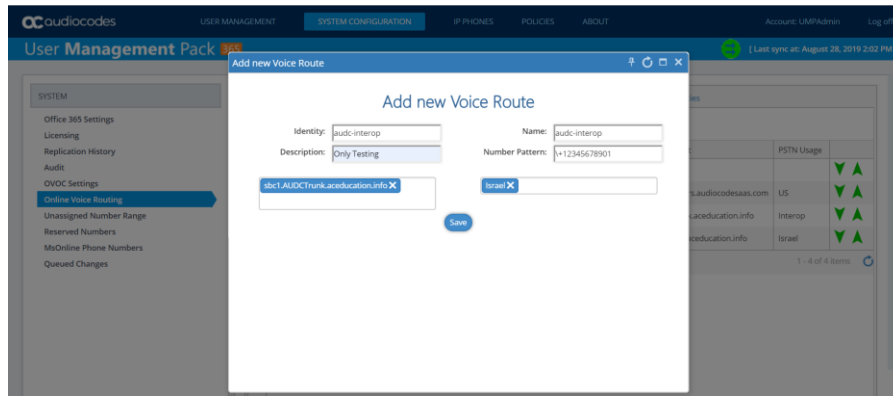 audiocodes USER MANAGEMENT SYSTEM CONFIGURATION IP PHONES POLICIES ABOUT Account: UMPAdmin Log off
User Management Pack 365 [ Last sync at: August 28, 2019 2:02 PM
Add new Voice Route
SYSTEM
Office 365 Settings
Licensing
Replication History
Audit
OVOC Settings
Online Voice Routing
Unassigned Number Range
Reserved Numbers
MsOnline Phone Numbers
Queued Changes
Add new Voice Route
Identity: audc-interop Name: audc-interop
Description: Only Testing Number Pattern: \+12345678901
sbc1.AUDCTrunk.aceducation.info X Israel X
Save
PSTN Usage
s.audiocodesaas.com US
.aceducation.info Interop
aceducation.info Israel
1 - 4 of 4 items